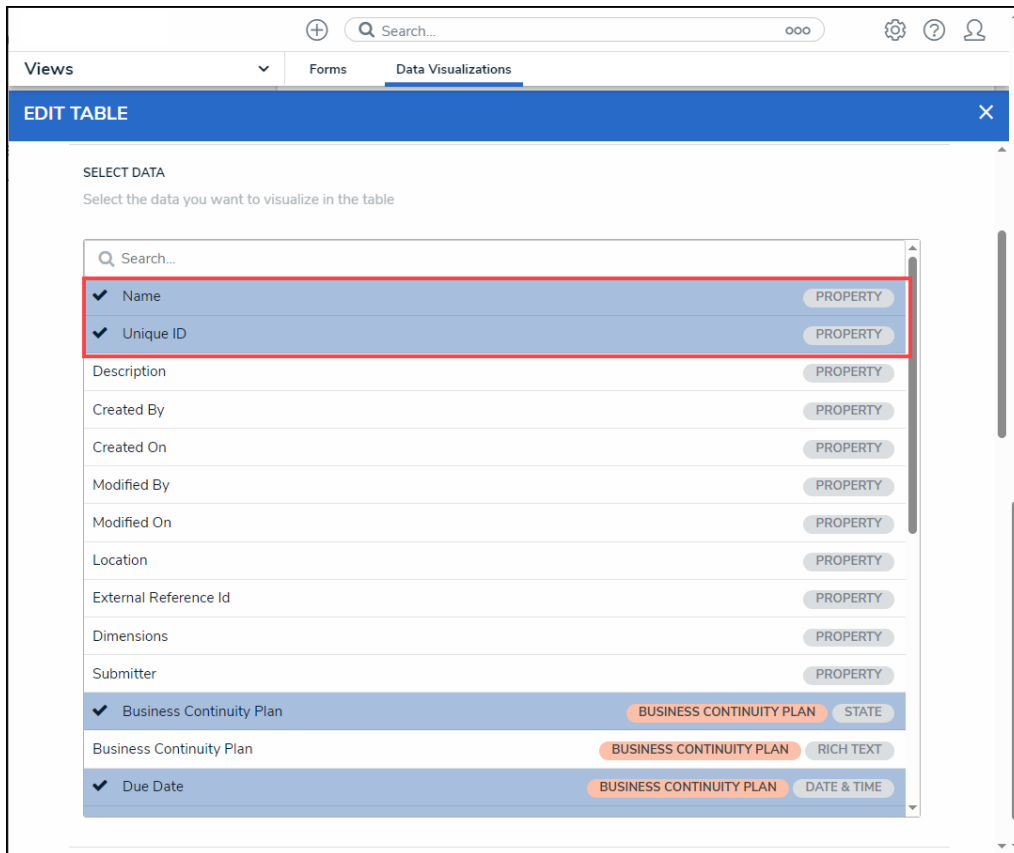 Search...
Views Forms Data Visualizations
EDIT TABLE
SELECT DATA
Select the data you want to visualize in the table
Search...
Name PROPERTY
Unique ID PROPERTY
Description PROPERTY
Created By PROPERTY
Created On PROPERTY
Modified By PROPERTY
Modified On PROPERTY
Location PROPERTY
External Reference Id PROPERTY
Dimensions PROPERTY
Submitter PROPERTY
Business Continuity Plan BUSINESS CONTINUITY PLAN STATE
Business Continuity Plan BUSINESS CONTINUITY PLAN RICH TEXT
Due Date BUSINESS CONTINUITY PLAN DATE & TIME